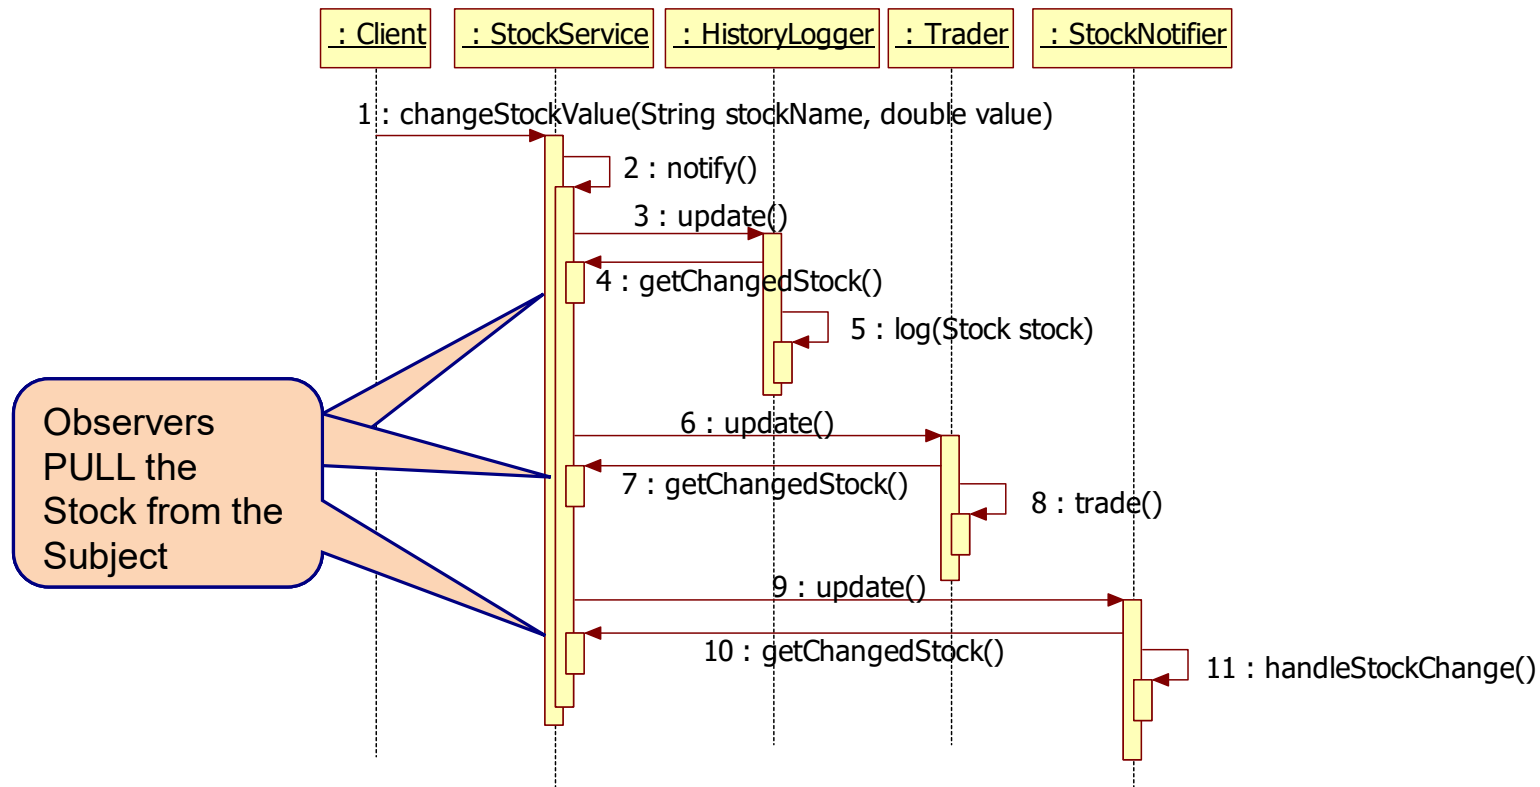 : Client
: StockService
: HistoryLogger
: Trader
: StockNotifier
1 : changeStockValue(String stockName, double value)
2 : notify()
3 : update()
4 : getChangedStock()
5 : log(Stock stock)
6 : update()
7 : getChangedStock()
8 : trade()
9 : update()
10 : getChangedStock()
11 : handleStockChange()
Observers
PULL the
Stock from the
Subject